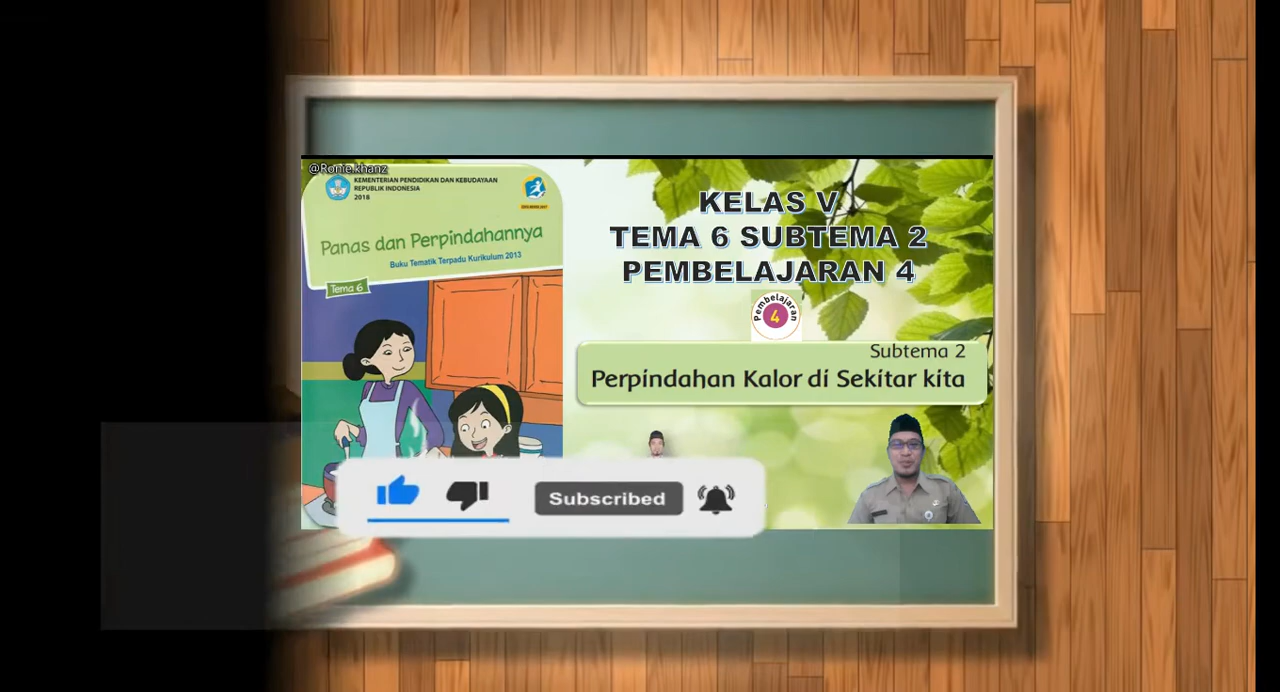 @Ronie.khanz
KEMENTERIAN PENDIDIKAN DAN KEBUDAYAAN
REPUBLIK INDONESIA
2018
Panas dan Perpindahannya
Buku Tematik Terpadu Kurikulum 2013
Tema 6
KELAS V
TEMA 6 SUBTEMA 2
PEMBELAJARAN 4
Pembelajaran
4
Subtema 2
Perpindahan Kalor di Sekitar kita
Subscribed